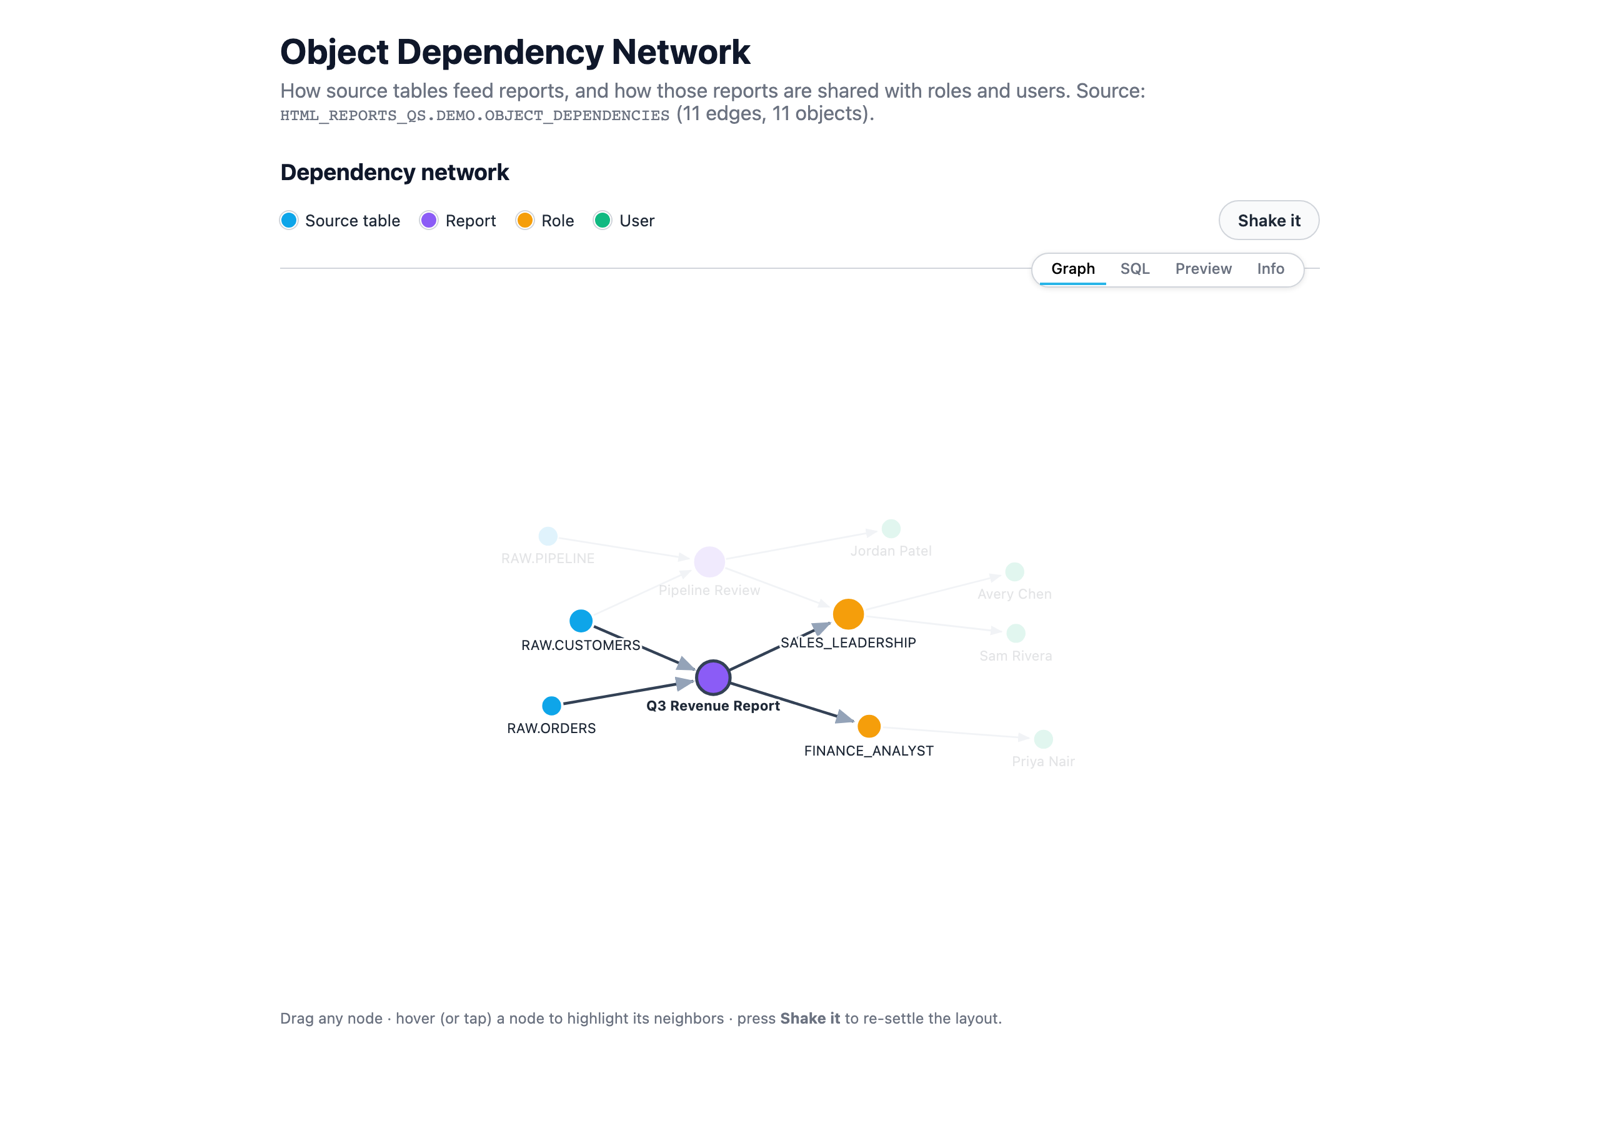 Object Dependency Network
How source tables feed reports, and how those reports are shared with roles and users. Source:
HTML_REPORTS_QS.DEMO.OBJECT_DEPENDENCIES (11 edges, 11 objects).
Dependency network
Source table
Report
Role
User
Shake it
Graph
SQL
Preview
Info
RAW.PIPELINE
Jordan Patel
Pipeline Review
Avery Chen
RAW.CUSTOMERS
SALES_LEADERSHIP
Sam Rivera
Q3 Revenue Report
RAW.ORDERS
FINANCE_ANALYST
Priya Nair
Drag any node · hover (or tap) a node to highlight its neighbors · press Shake it to re-settle the layout.